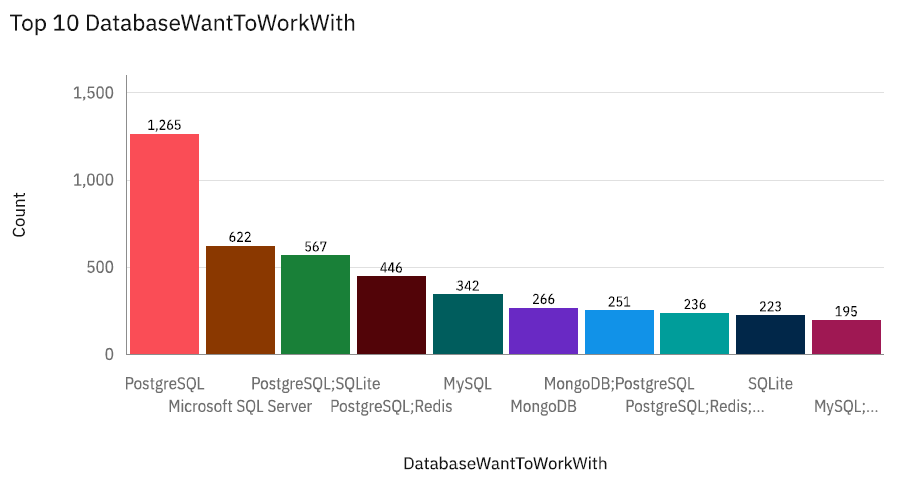 Top 10 DatabaseWantToWorkWith
1,500
1,000
500
0
Count
1,265
622
567
446
342
266
251
236
223
195
PostgreSQL
Microsoft SQL Server
PostgreSQL;SQLite
PostgreSQL;Redis
MySQL
MongoDB
MongoDB;PostgreSQL
PostgreSQL;Redis;...
SQLite
MySQL;...
DatabaseWantToWorkWith